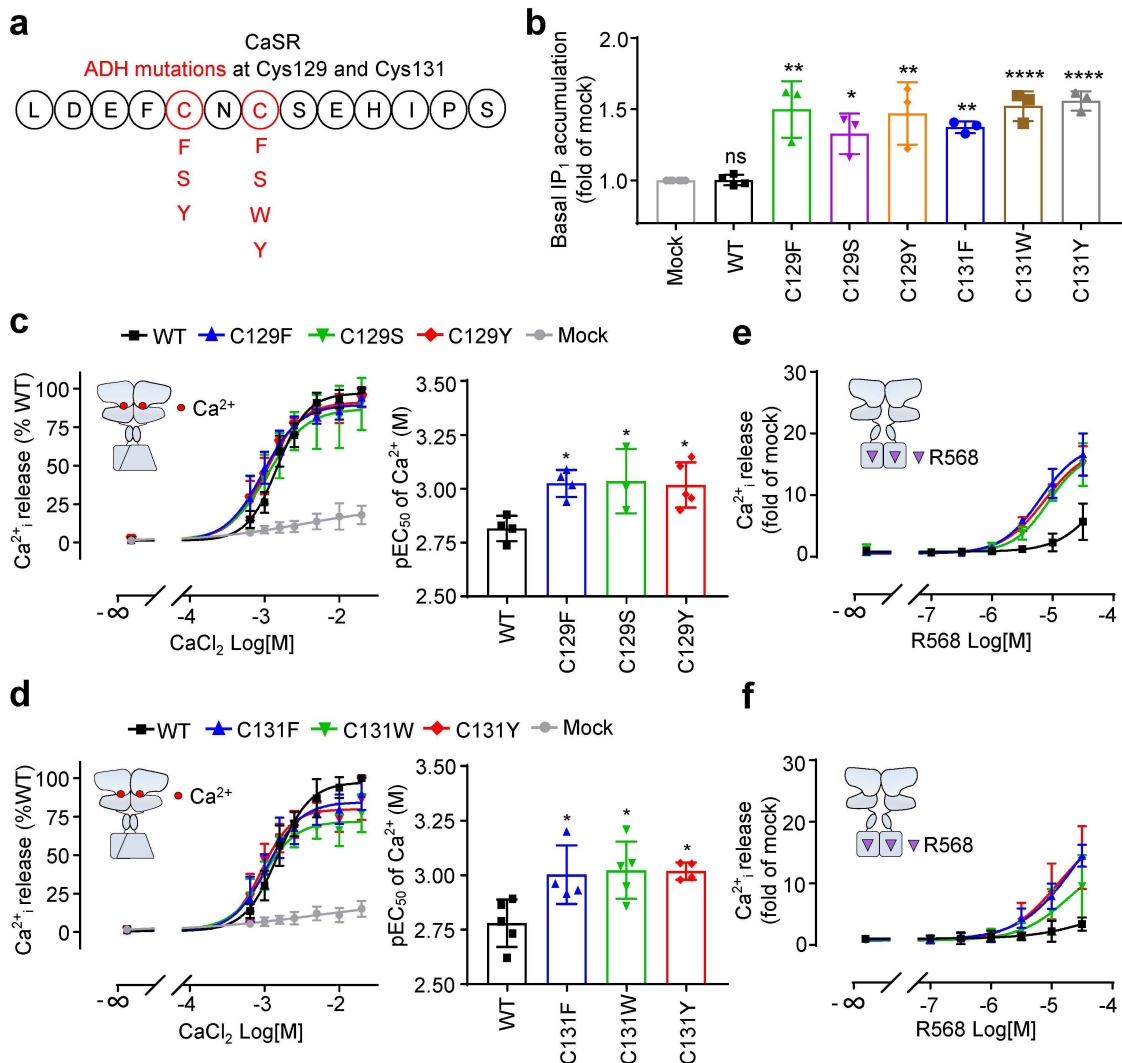 a
CaSR
ADH mutations at Cys129 and Cys131
L D E F C N C S E H I P S
F F
S S
Y W
Y
b
Basal IP1 accumulation
(fold of mock)
2.0
1.5
1.0
ns
**
*
**
**
****
****
Mock
WT
C129F
C129S
C129Y
C131F
C131W
C131Y
c
WT C129F C129S C129Y Mock
Ca2+i release (% WT)
100
75
50
25
0
Ca2+
-∞ -4 -3 -2
CaCl2 Log[M]
pEC50 of Ca2+ (M)
3.50
3.25
3.00
2.75
2.50
* * *
WT
C129F
C129S
C129Y
e
Ca2+i release
(fold of mock)
30
20
10
0
R568
-∞ -7 -6 -5 -4
R568 Log[M]
d
WT C131F C131W C131Y Mock
Ca2+i release (%WT)
100
75
50
25
0
Ca2+
-∞ -4 -3 -2
CaCl2 Log[M]
pEC50 of Ca2+ (M)
3.50
3.25
3.00
2.75
2.50
* * *
WT
C131F
C131W
C131Y
f
Ca2+i release
(fold of mock)
30
20
10
0
R568
-∞ -7 -6 -5 -4
R568 Log[M]